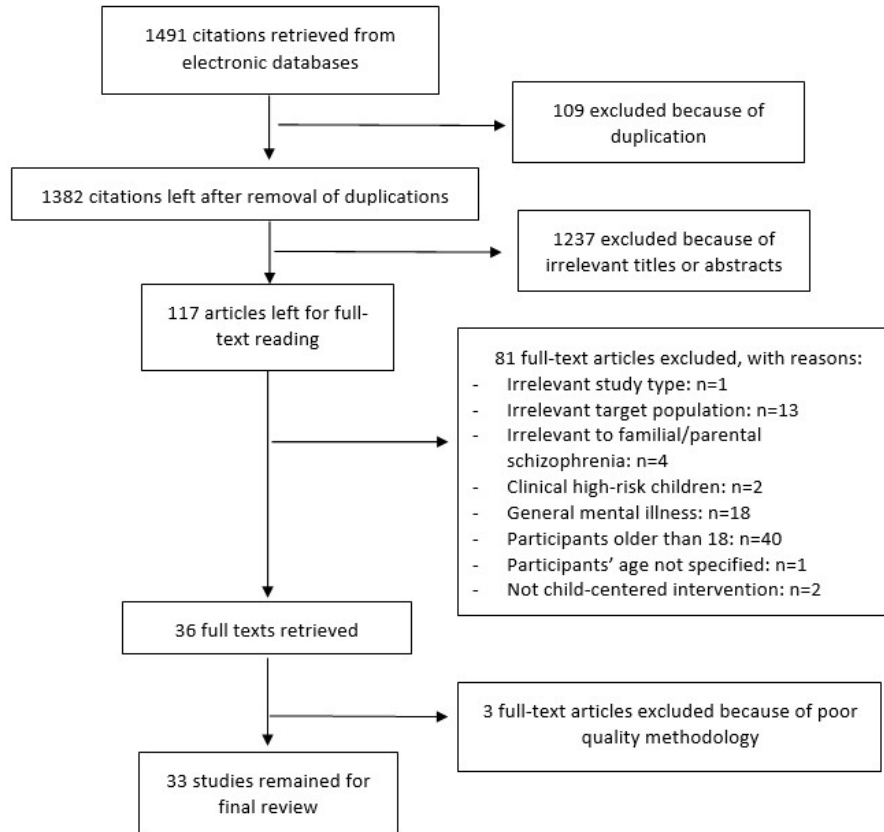 1491 citations retrieved from
electronic databases
109 excluded because of
duplication
1382 citations left after removal of duplications
1237 excluded because of
irrelevant titles or abstracts
117 articles left for full-
text reading
81 full-text articles excluded, with reasons:
- Irrelevant study type: n=1
- Irrelevant target population: n=13
- Irrelevant to familial/parental
schizophrenia: n=4
- Clinical high-risk children: n=2
- General mental illness: n=18
- Participants older than 18: n=40
- Participants’ age not specified: n=1
- Not child-centered intervention: n=2
36 full texts retrieved
3 full-text articles excluded because of poor
quality methodology
33 studies remained for
final review